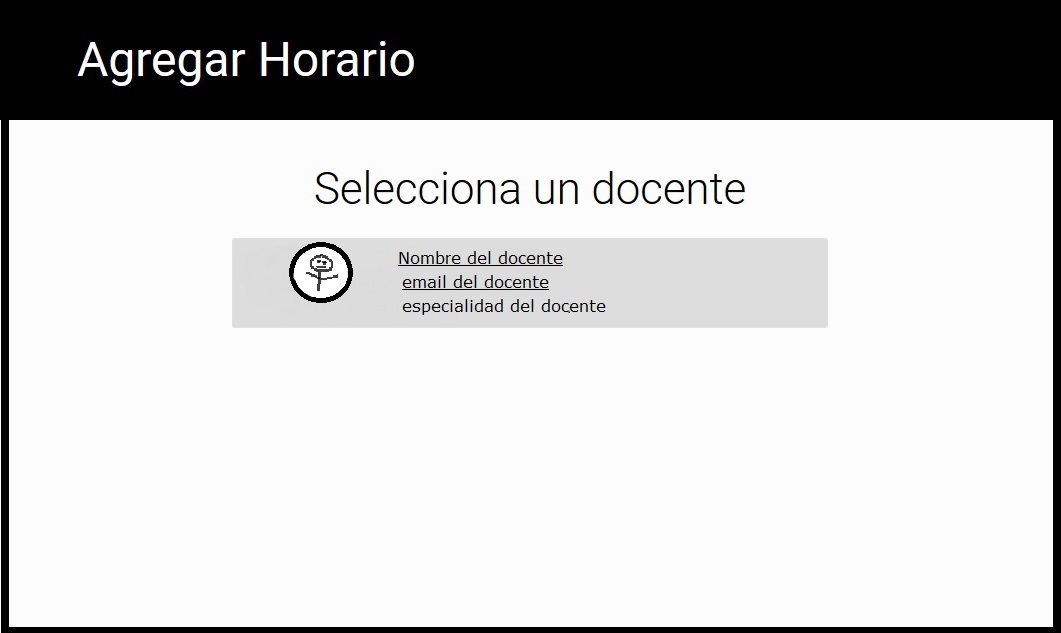 Agregar Horario
Selecciona un docente
Nombre del docente
email del docente
especialidad del docente